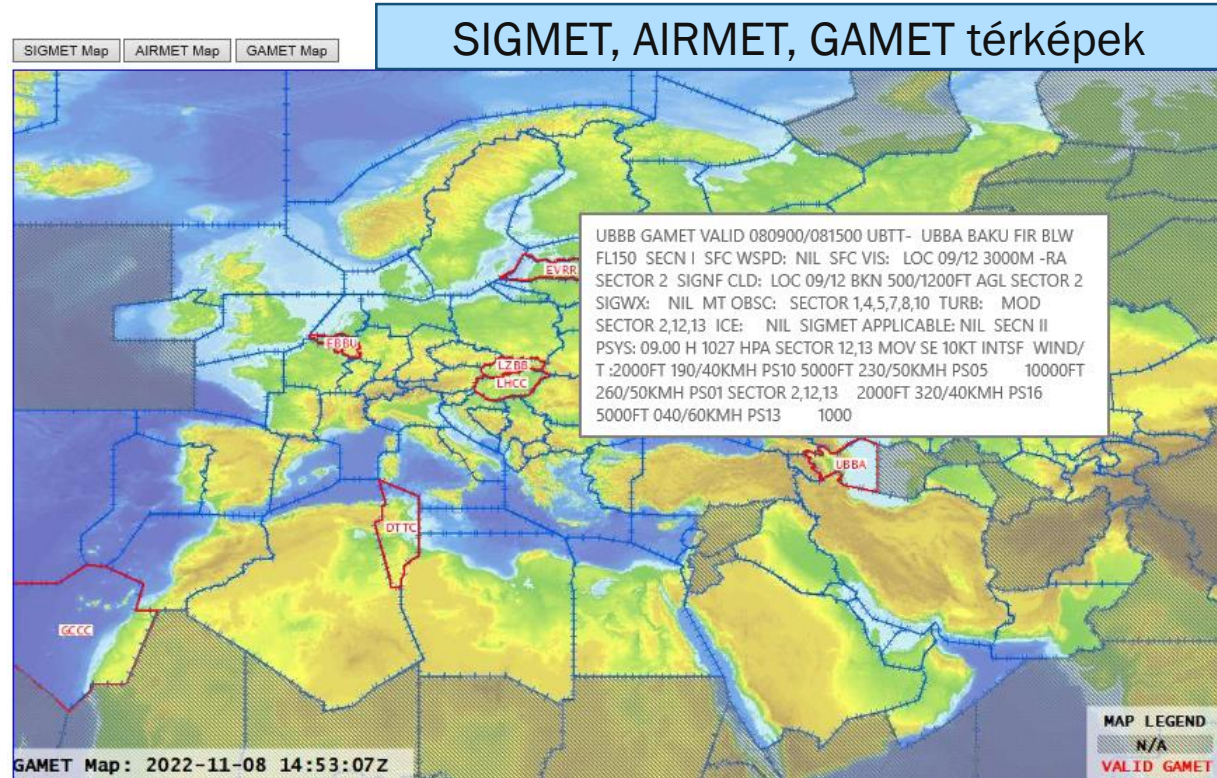 SIGMET, AIRMET, GAMET térképek
SIGMET Map
AIRMET Map
GAMET Map
UBBB GAMET VALID 080900/081500 UBTT- UBBA BAKU FIR BLW
FL150 SECN I SFC WSPD: NIL SFC VIS: LOC 09/12 3000M -RA
SECTOR 2 SIGNF CLD: LOC 09/12 BKN 500/1200FT AGL SECTOR 2
SIGWX: NIL MT OBSC: SECTOR 1,4,5,7,8,10 TURB: MOD
SECTOR 2,12,13 ICE: NIL SIGMET APPLICABLE: NIL SECN II
PSYS: 09.00 H 1027 HPA SECTOR 12,13 MOV SE 10KT INTSF WIND/
T :2000FT 190/40KMH PS10 5000FT 230/50KMH PS05 10000FT
260/50KMH PS01 SECTOR 2,12,13 2000FT 320/40KMH PS16
5000FT 040/60KMH PS13 1000
EVRR
EBBU
LZBB
LHCC
UBBA
DTTC
GCCC
MAP LEGEND
N/A
VALID GAMET
GAMET Map: 2022-11-08 14:53:07Z